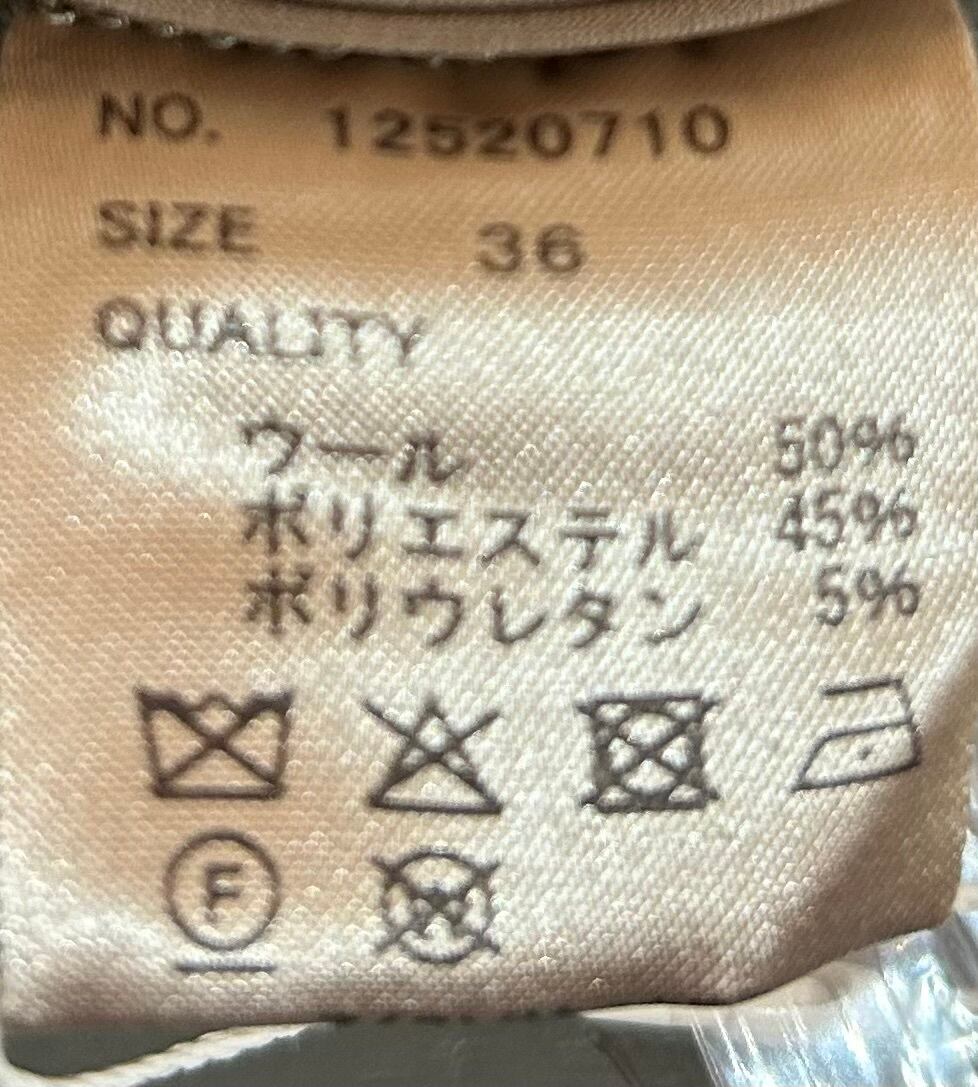 NO. 12520710
SIZE 36
QUALITY
ウール 50%
ポリエステル 45%
ポリウレタン 5%
F